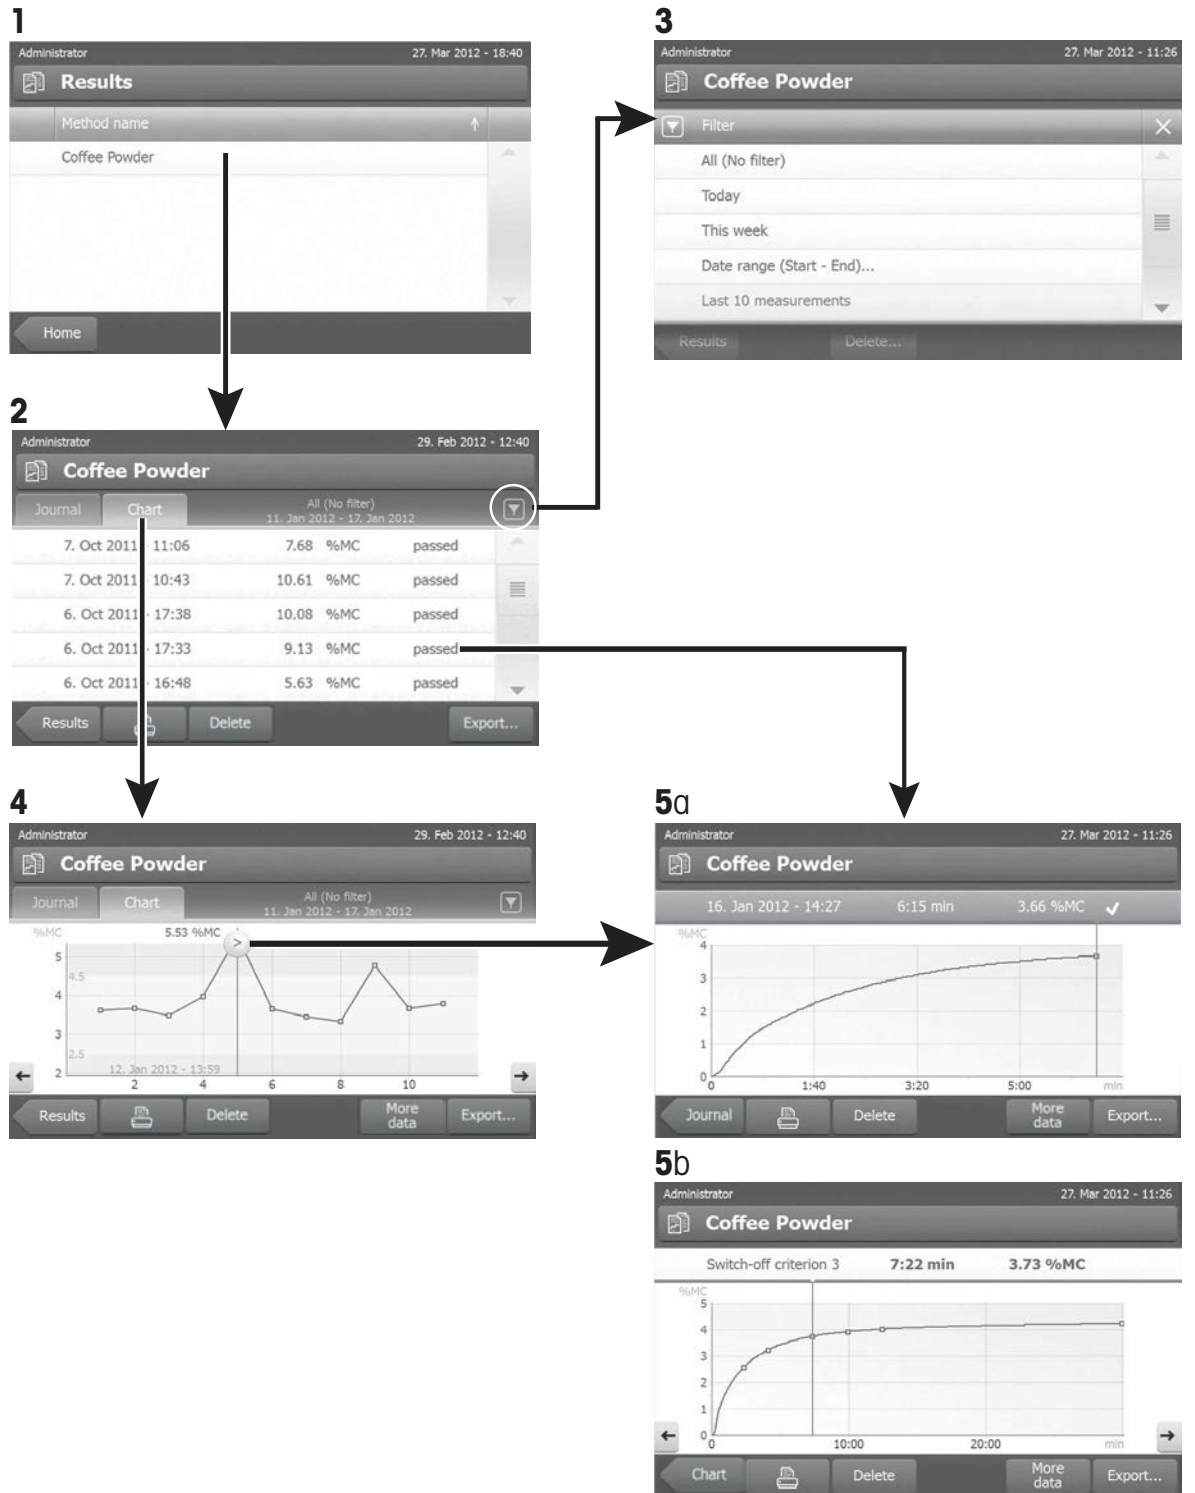 1
Administrator 27. Mar 2012 - 18:40
Results
Method name
Coffee Powder
Home
3
Administrator 27. Mar 2012 - 11:26
Coffee Powder
Filter
All (No filter)
Today
This week
Date range (Start - End)...
Last 10 measurements
Results Delete...
2
Administrator 29. Feb 2012 - 12:40
Coffee Powder
Journal Chart All (No filter)
11. Jan 2012 - 17. Jan 2012
7. Oct 2011 - 11:06 7.68 %MC passed
7. Oct 2011 - 10:43 10.61 %MC passed
6. Oct 2011 - 17:38 10.08 %MC passed
6. Oct 2011 - 17:33 9.13 %MC passed
6. Oct 2011 - 16:48 5.63 %MC passed
Results Delete Export...
4
Administrator 29. Feb 2012 - 12:40
Coffee Powder
Journal Chart All (No filter)
11. Jan 2012 - 17. Jan 2012
%MC 5.53 %MC >
5
4.5
4
3
2.5
12. Jan 2012 - 13:59
2
2 4 6 8 10
Results Delete More data Export...
5a
Administrator 27. Mar 2012 - 11:26
Coffee Powder
16. Jan 2012 - 14:27 6:15 min 3.66 %MC
%MC
4
3
2
1
0
0 1:40 3:20 5:00 min
Journal Delete More data Export...
5b
Administrator 27. Mar 2012 - 11:26
Coffee Powder
Switch-off criterion 3 7:22 min 3.73 %MC
%MC
5
4
3
2
1
0
0 10:00 20:00 min
Chart Delete More data Export...